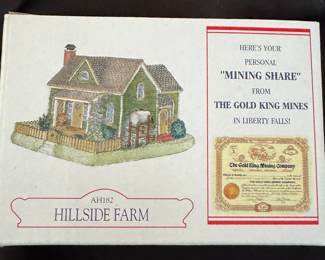 HERE'S YOUR
PERSONAL
"MINING SHARE"
FROM
THE GOLD KING MINES
IN LIBERTY FALLS!
The Gold King Mining Company
AH182
HILLSIDE FARM